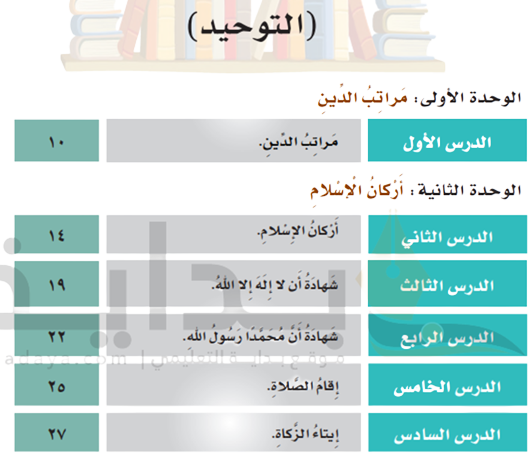 (التوحيد)
الوحدة الأولى: مَراتِبُ الدِّينِ
الدرس الأول مَراتِبُ الدِّينِ. ١٠
الوحدة الثانية: أَرْكانُ الْإِسْلامِ
الدرس الثاني أَرْكانُ الإِسْلامِ. ١٤
الدرس الثالث شَهادَةُ أَن لا إِلَهَ إِلا اللهُ. ١٩
الدرس الرابع شَهادَةُ أَنَّ مُحَمَّدًا رَسُولُ اللهِ. ٢٢
الدرس الخامس إِقامُ الصَّلاةِ. ٢٥
الدرس السادس إِيتاءُ الزَّكاةِ. ٢٧